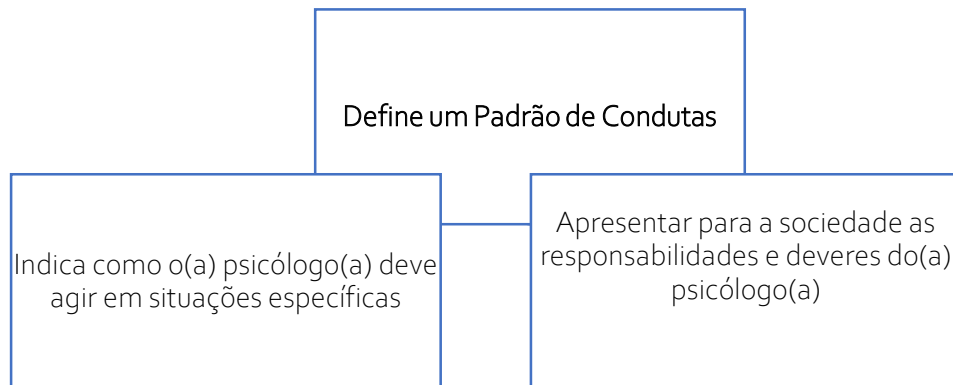 Define um Padrão de Condutas
Indica como o(a) psicólogo(a) deve
agir em situações específicas
Apresentar para a sociedade as
responsabilidades e deveres do(a)
psicólogo(a)